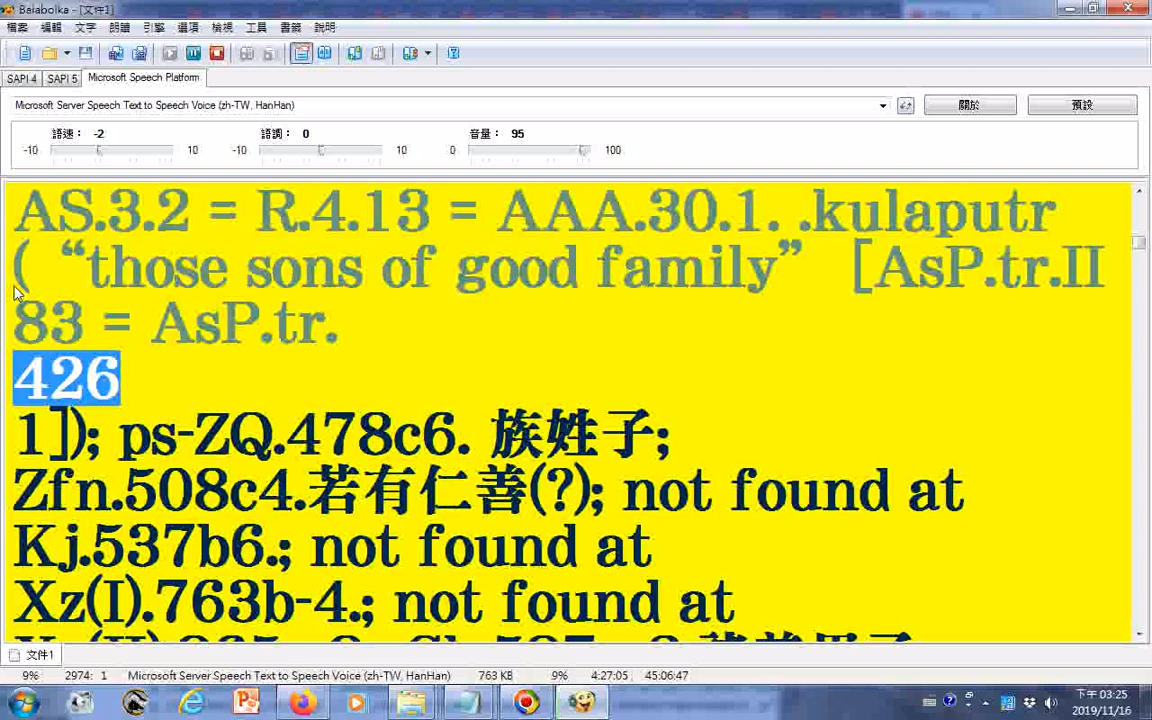 Balabolka - [文件1]
檔案 編輯 文字 朗讀 引擎 選項 檢視 工具 書籤 說明
SAPI 4 SAPI 5 Microsoft Speech Platform
Microsoft Server Speech Text to Speech Voice (zh-TW, HanHan) 關於 預設
語速: -2 語調: 0 音量: 95
-10 10 -10 10 0 100
AS.3.2 = R.4.13 = AAA.30.1. .kulaputr
( “those sons of good family” [AsP.tr.II
83 = AsP.tr.
426
1]); ps-ZQ.478c6. 族姓子;
Zfn.508c4.若有仁善(?); not found at
Kj.537b6.; not found at
Xz(I).763b-4.; not found at
文件1
9% 2974: 1 Microsoft Server Speech Text to Speech Voice (zh-TW, HanHan) 763 KB 9% 4:27:05 45:06:47
下午 03:25
2019/11/16